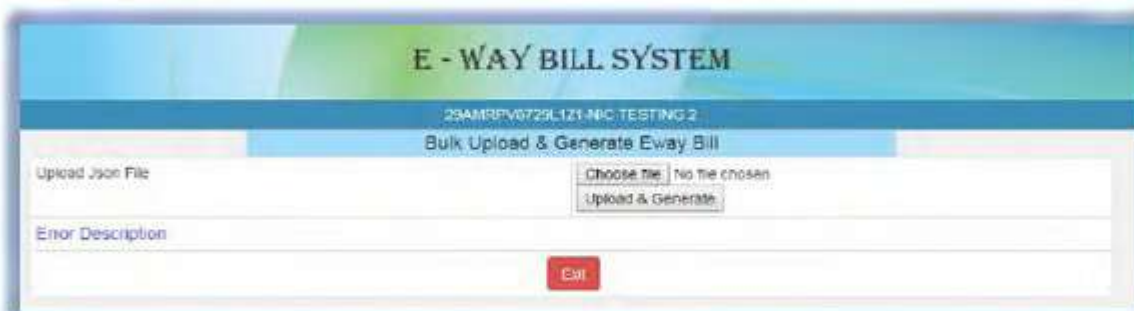 E - WAY BILL SYSTEM
29AMRPV8729L1Z1-NIC TESTING 2
Bulk Upload & Generate Eway Bill
Upload Json File
Choose file No file chosen
Upload & Generate
Error Description
Exit